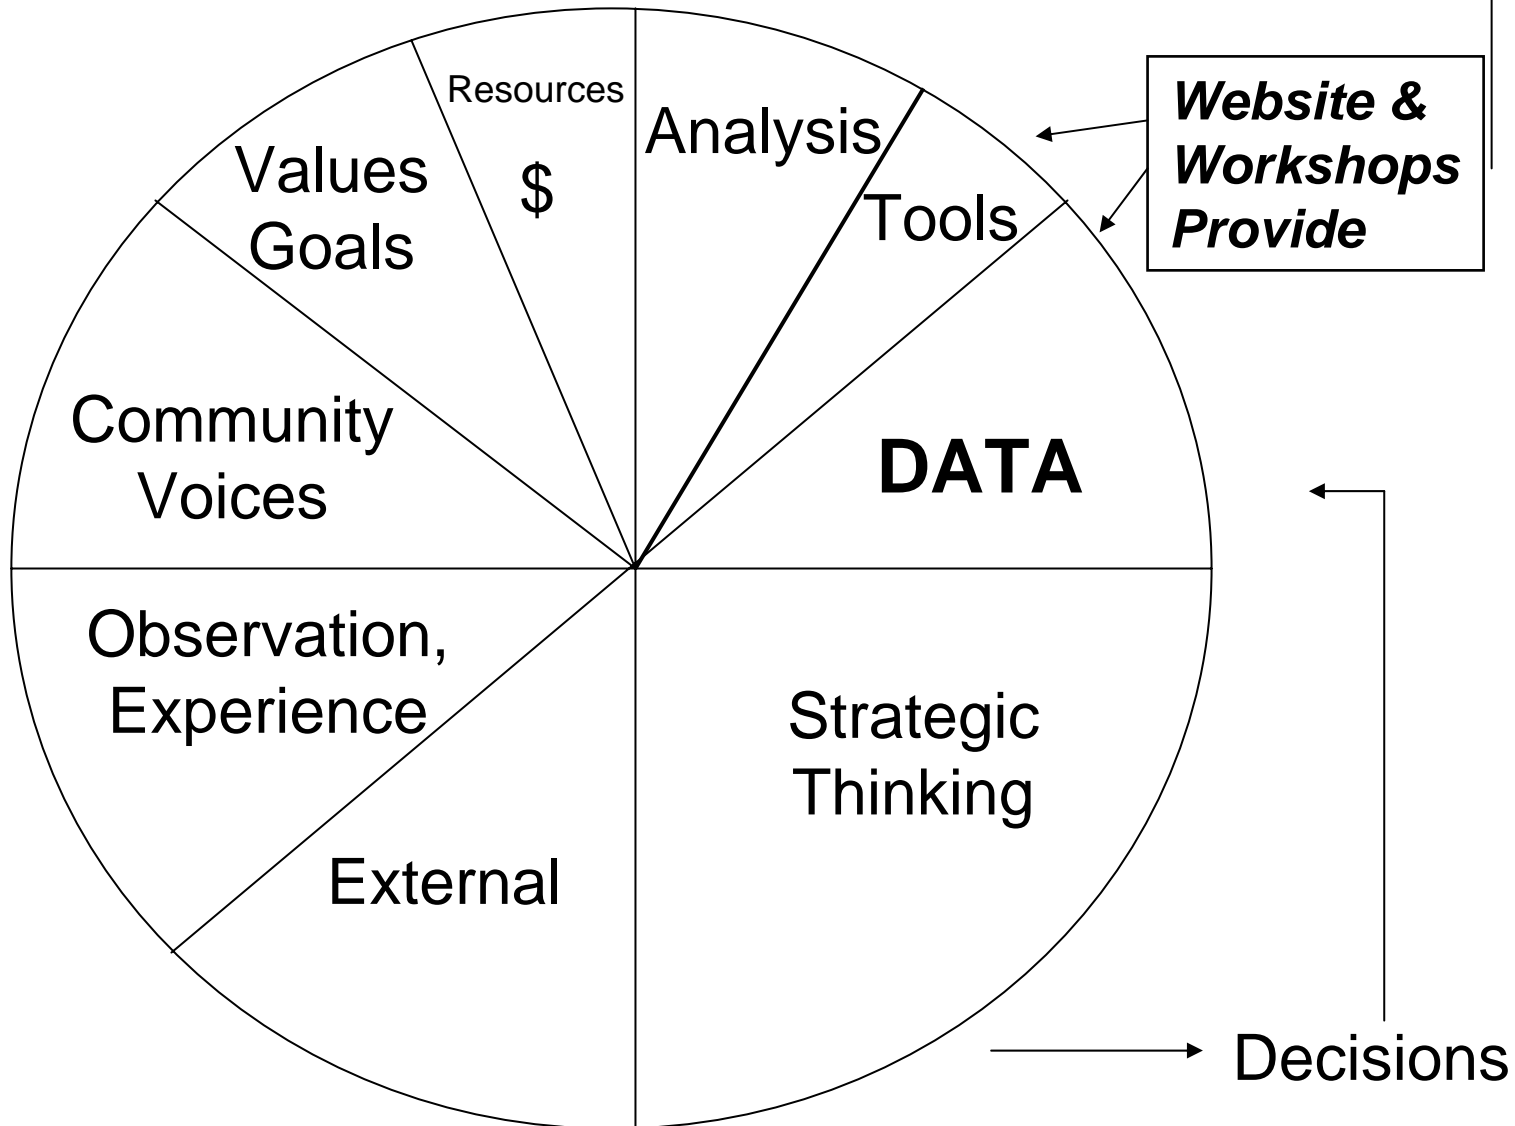 Resources
$
Analysis
Tools
DATA
Strategic
Thinking
External
Observation,
Experience
Community
Voices
Values
Goals
Website &
Workshops
Provide
Decisions